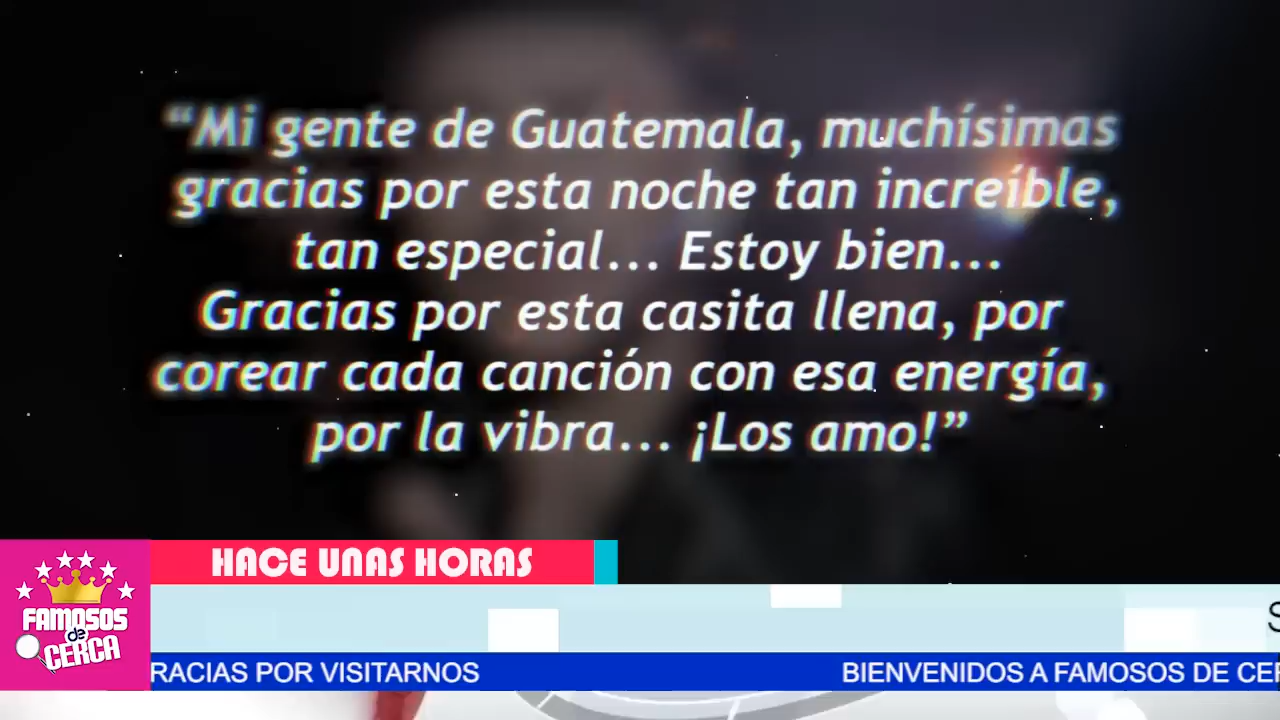 “Mi gente de Guatemala, muchísimas
gracias por esta noche tan increíble,
tan especial... Estoy bien...
Gracias por esta casita llena, por
corear cada canción con esa energía,
por la vibra... ¡Los amo!”
HACE UNAS HORAS
FAMOSOS
de
CERCA
S
RACIAS POR VISITARNOS
BIENVENIDOS A FAMOSOS DE CER